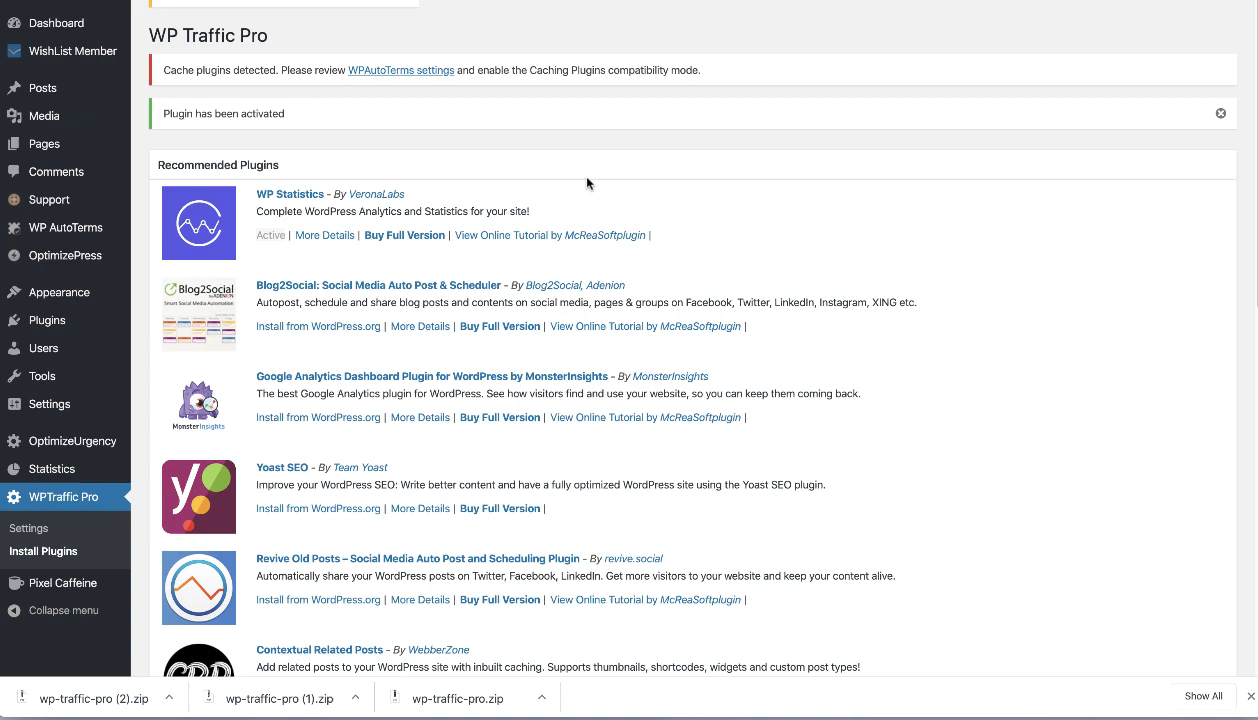 Dashboard
WishList Member
Posts
Media
Pages
Comments
Support
WP AutoTerms
OptimizePress
Appearance
Plugins
Users
Tools
Settings
OptimizeUrgency
Statistics
WPTraffic Pro
Settings
Install Plugins
Pixel Caffeine
Collapse menu
WP Traffic Pro
Cache plugins detected. Please review WPAutoTerms settings and enable the Caching Plugins compatibility mode.
Plugin has been activated
Recommended Plugins
WP Statistics - By VeronaLabs
Complete WordPress Analytics and Statistics for your site!
Active | More Details | Buy Full Version | View Online Tutorial by McReaSoftplugin |
Blog2Social
by ADENION
Smart Social Media Automation
Blog2Social: Social Media Auto Post & Scheduler - By Blog2Social, Adenion
Autopost, schedule and share blog posts and contents on social media, pages & groups on Facebook, Twitter, LinkedIn, Instagram, XING etc.
Install from WordPress.org | More Details | Buy Full Version | View Online Tutorial by McReaSoftplugin |
MonsterInsights
Google Analytics Dashboard Plugin for WordPress by MonsterInsights - By MonsterInsights
The best Google Analytics plugin for WordPress. See how visitors find and use your website, so you can keep them coming back.
Install from WordPress.org | More Details | Buy Full Version | View Online Tutorial by McReaSoftplugin |
y
Yoast SEO - By Team Yoast
Improve your WordPress SEO: Write better content and have a fully optimized WordPress site using the Yoast SEO plugin.
Install from WordPress.org | More Details | Buy Full Version |
Revive Old Posts – Social Media Auto Post and Scheduling Plugin - By revive.social
Automatically share your WordPress posts on Twitter, Facebook, LinkedIn. Get more visitors to your website and keep your content alive.
Install from WordPress.org | More Details | Buy Full Version | View Online Tutorial by McReaSoftplugin |
CRP
Contextual Related Posts - By WebberZone
Add related posts to your WordPress site with inbuilt caching. Supports thumbnails, shortcodes, widgets and custom post types!
wp-traffic-pro (2).zip
wp-traffic-pro (1).zip
wp-traffic-pro.zip
Show All